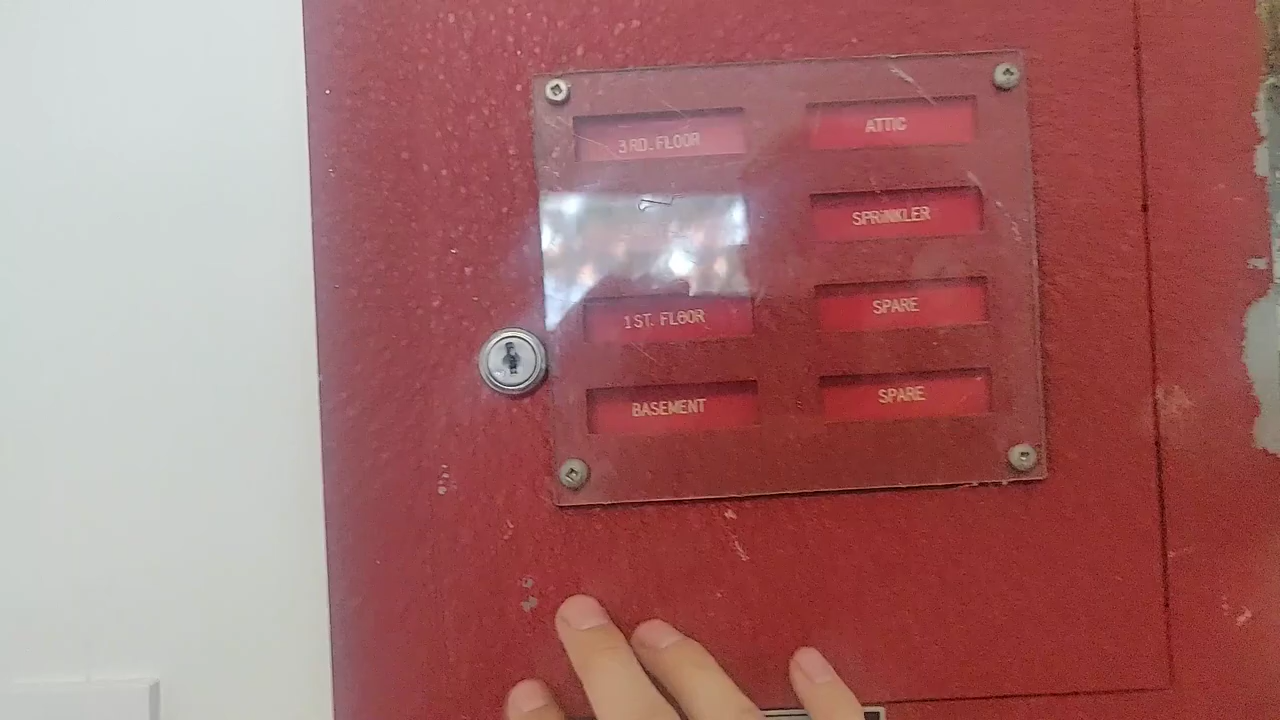 3RD. FLOOR
ATTIC
SPRINKLER
1ST. FLOOR
SPARE
BASEMENT
SPARE